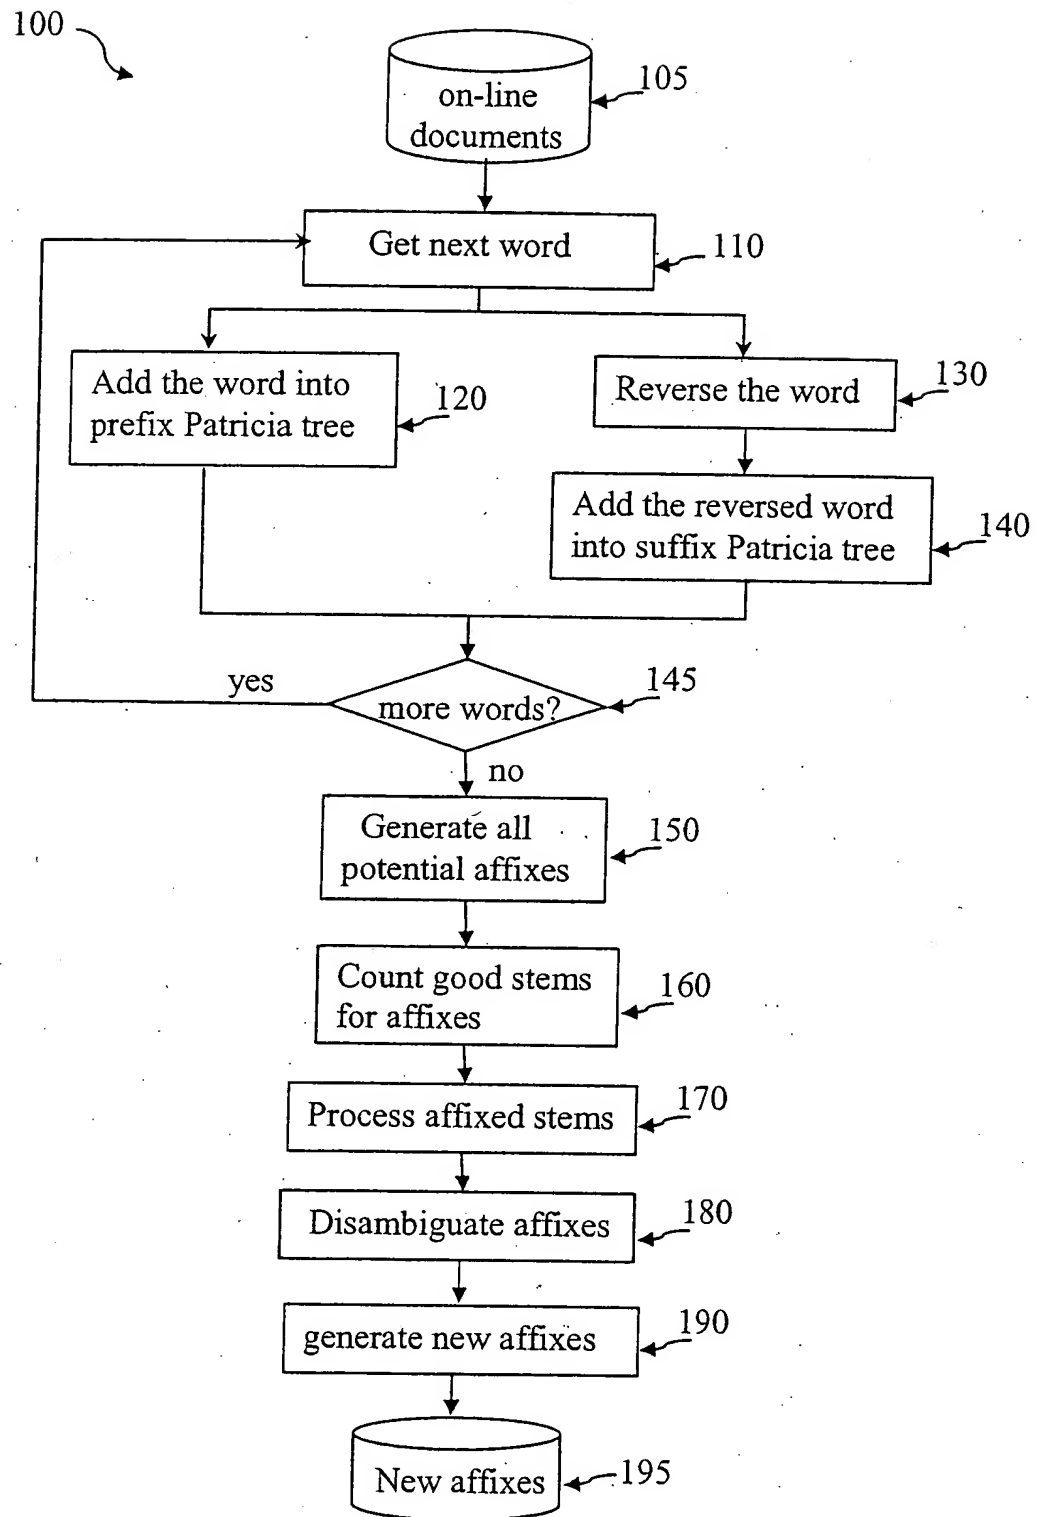 100
on-line
documents
105
Get next word
110
Add the word into
prefix Patricia tree
120
Reverse the word
130
Add the reversed word
into suffix Patricia tree
140
yes
more words?
145
no
Generate all
potential affixes
150
Count good stems
for affixes
160
Process affixed stems
170
Disambiguate affixes
180
generate new affixes
190
New affixes
195